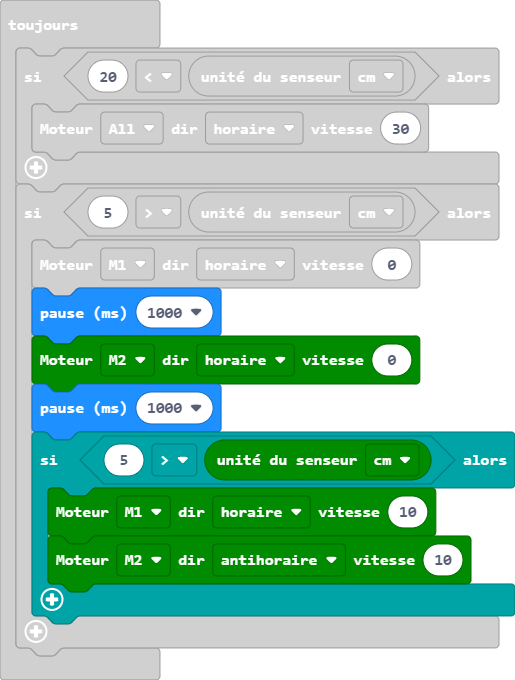 toujours
si 20 < unité du senseur cm alors
Moteur All dir horaire vitesse 30
si 5 > unité du senseur cm alors
Moteur M1 dir horaire vitesse 0
pause (ms) 1000
Moteur M2 dir horaire vitesse 0
pause (ms) 1000
si 5 > unité du senseur cm alors
Moteur M1 dir horaire vitesse 10
Moteur M2 dir antihoraire vitesse 10